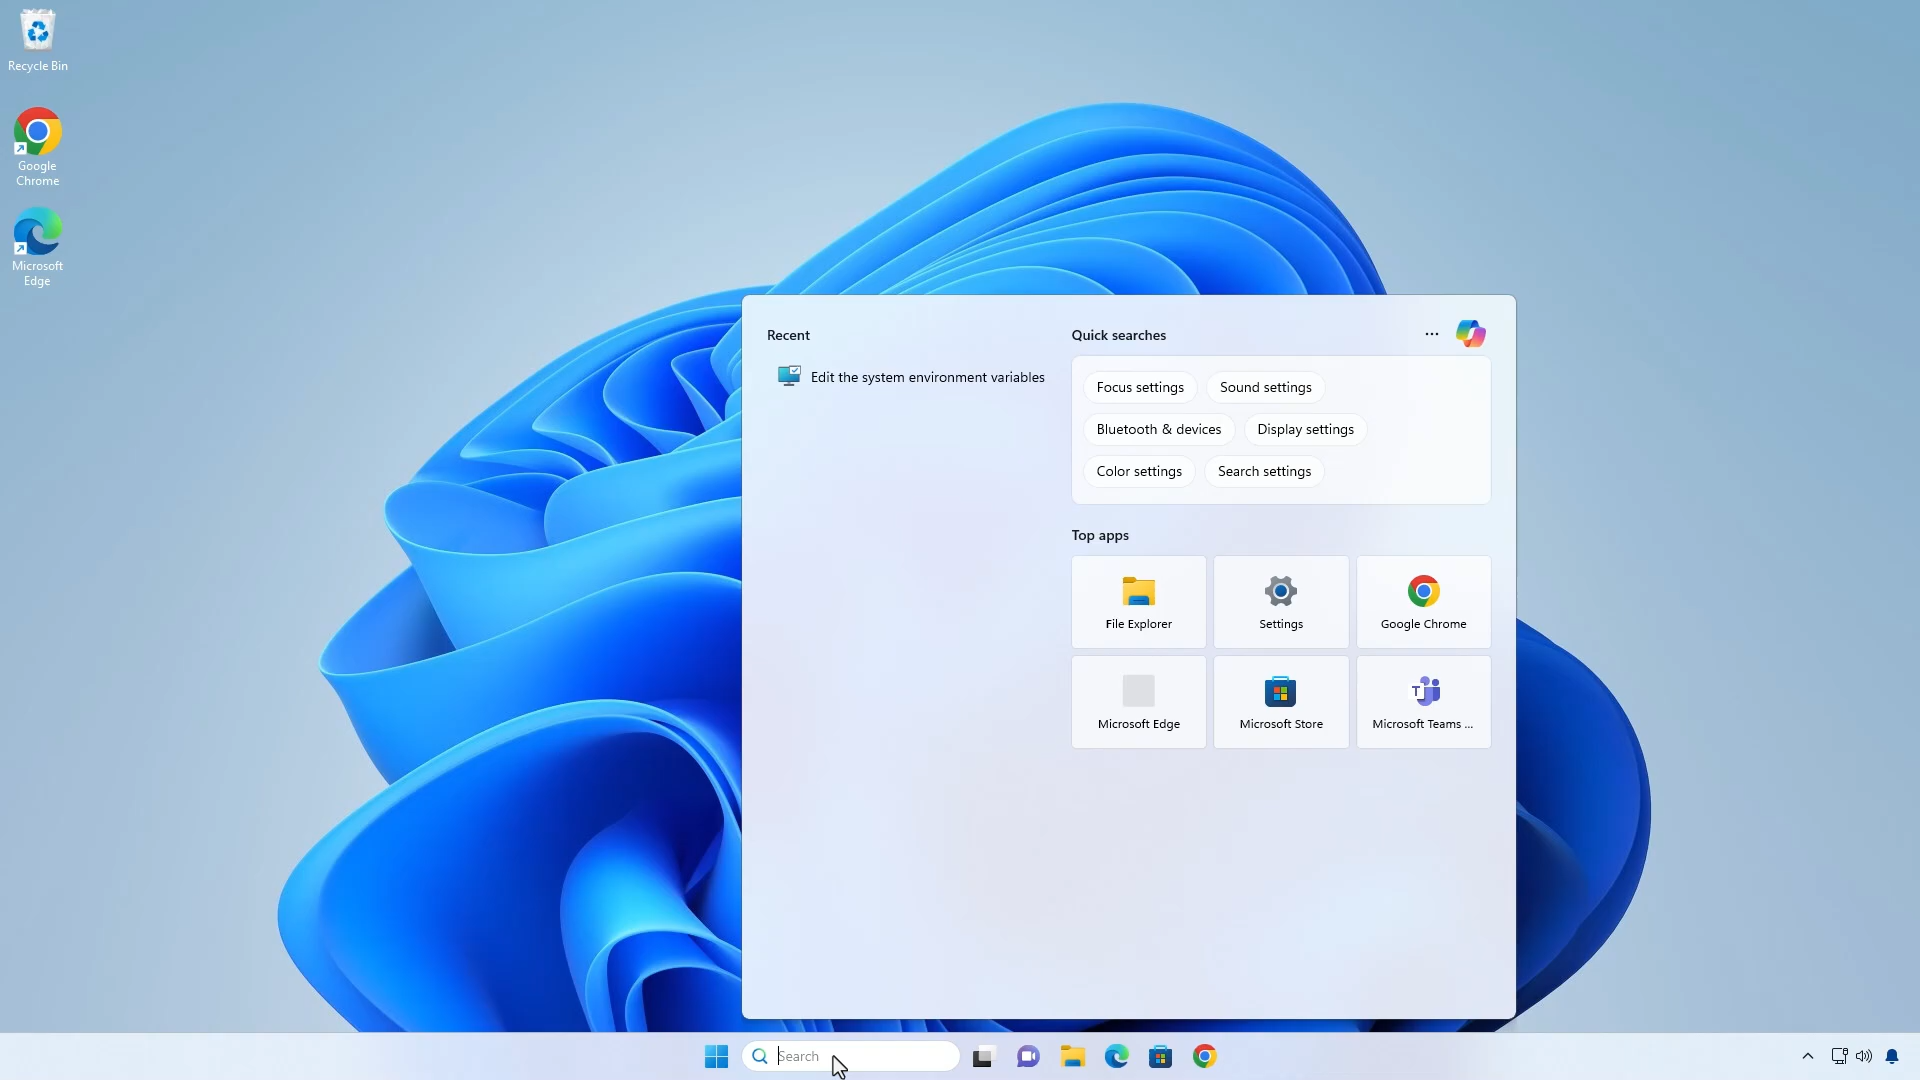 Recycle Bin
Google
Chrome
Microsoft
Edge
Recent
Edit the system environment variables
Quick searches
Focus settings
Sound settings
Bluetooth & devices
Display settings
Color settings
Search settings
Top apps
File Explorer
Settings
Google Chrome
Microsoft Edge
Microsoft Store
Microsoft Teams ...
Search